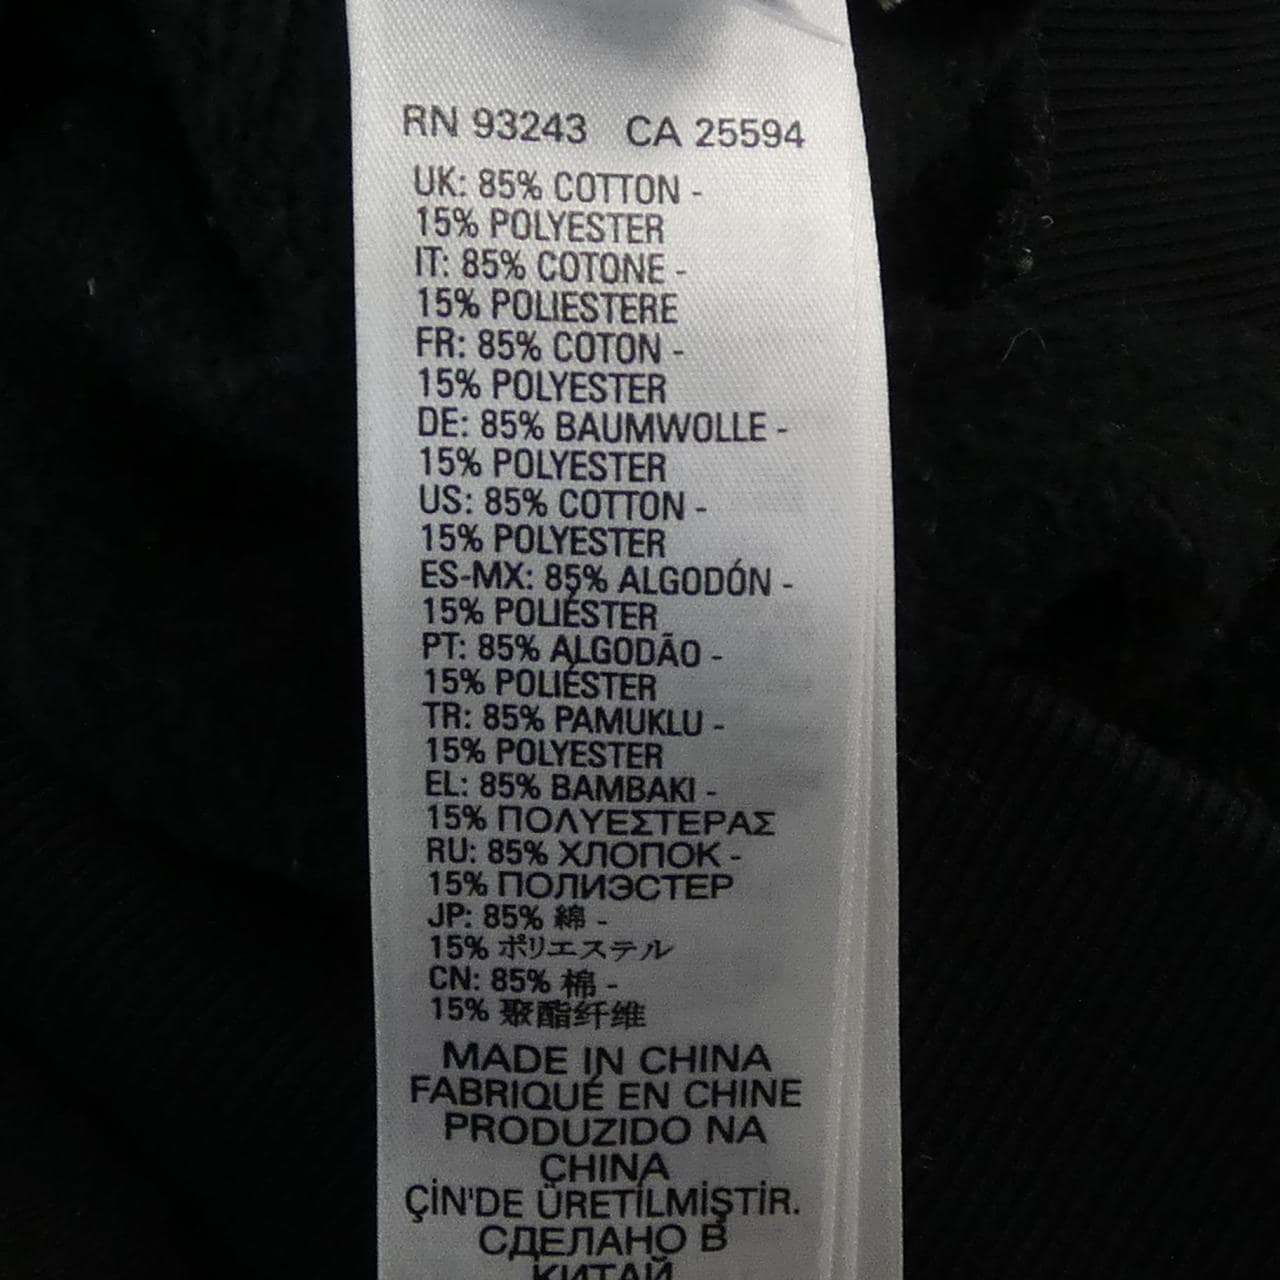 RN 93243 CA 25594
UK: 85% COTTON -
15% POLYESTER
IT: 85% COTONE -
15% POLIESTERE
FR: 85% COTON -
15% POLYESTER
DE: 85% BAUMWOLLE -
15% POLYESTER
US: 85% COTTON -
15% POLYESTER
ES-MX: 85% ALGODÓN -
15% POLIÉSTER
PT: 85% ALGODÃO -
15% POLIÉSTER
TR: 85% PAMUKLU -
15% POLYESTER
EL: 85% ΒΑΜΒΑΚΙ -
15% ΠΟΛΥΕΣΤΕΡΑΣ
RU: 85% ХЛОПОК -
15% ПОЛИЭСТЕР
JP: 85% 綿 -
15% ポリエステル
CN: 85% 棉 -
15% 聚酯纤维
MADE IN CHINA
FABRIQUÉ EN CHINE
PRODUZIDO NA
CHINA
ÇİN'DE ÜRETİLMİŞTİR.
СДЕЛАНО В
КИТАЙ